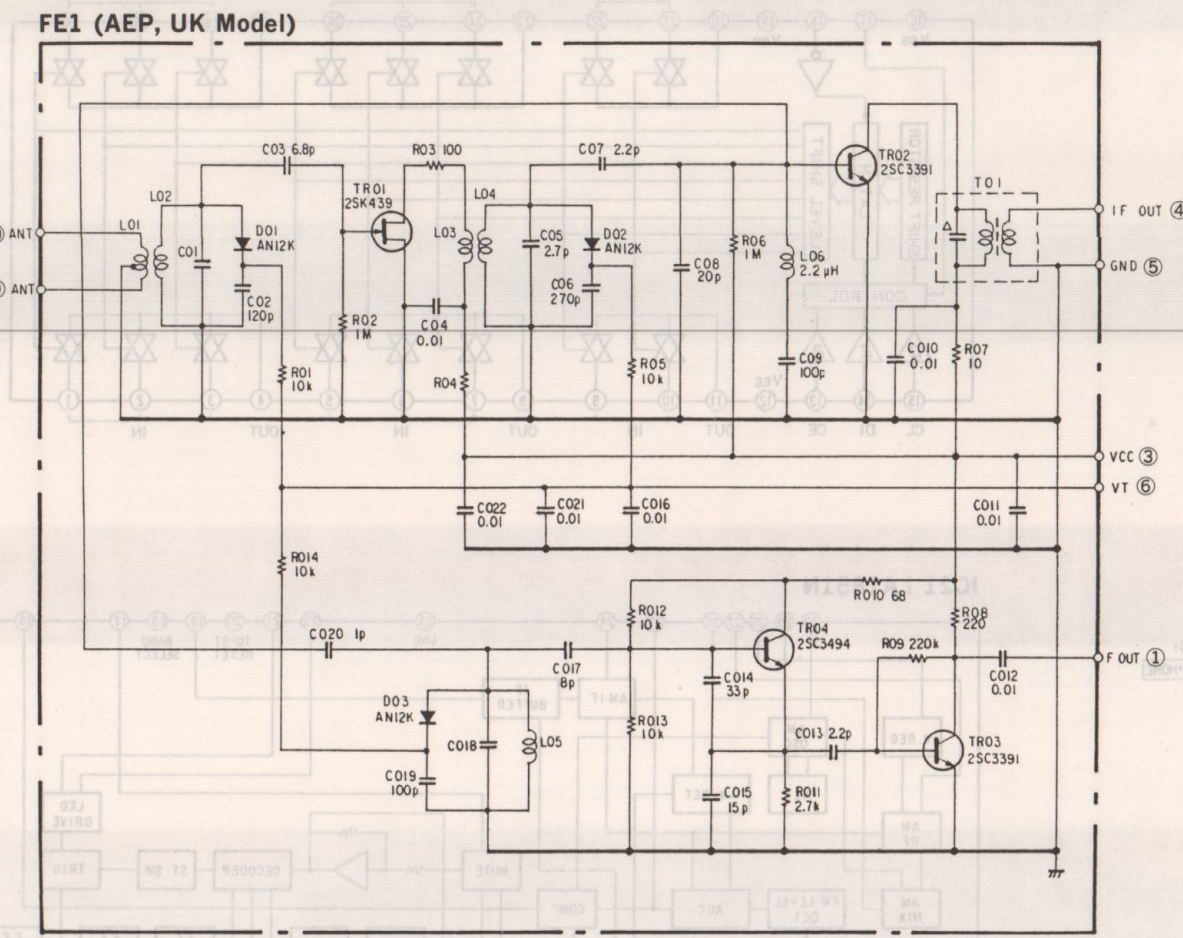 FE1 (AEP, UK Model)
C03 6.8p
R03 100
C07 2.2p
TR01
2SK439
TR02
2SC3391
T01
L01
L02
C01
D01
AN12K
C02
120p
R01
10k
R02
1M
C04
0.01
R04
L03
L04
C05
2.7p
D02
AN12K
C06
270p
R05
10k
C08
20p
R06
1M
L06
2.2 µH
C09
100p
C010
0.01
R07
10
ANT
ANT
IF OUT ④
GND ⑤
VCC ③
VT ⑥
C022
0.01
C021
0.01
C016
0.01
C011
0.01
R014
10k
R012
10k
R010 68
R08
220
TR04
2SC3494
R09 220k
F OUT ①
C012
0.01
C020 1p
C017
8p
C014
33p
D03
AN12K
C018
L05
C019
100p
R013
10k
C013 2.2p
TR03
2SC3391
C015
15p
R011
2.7k